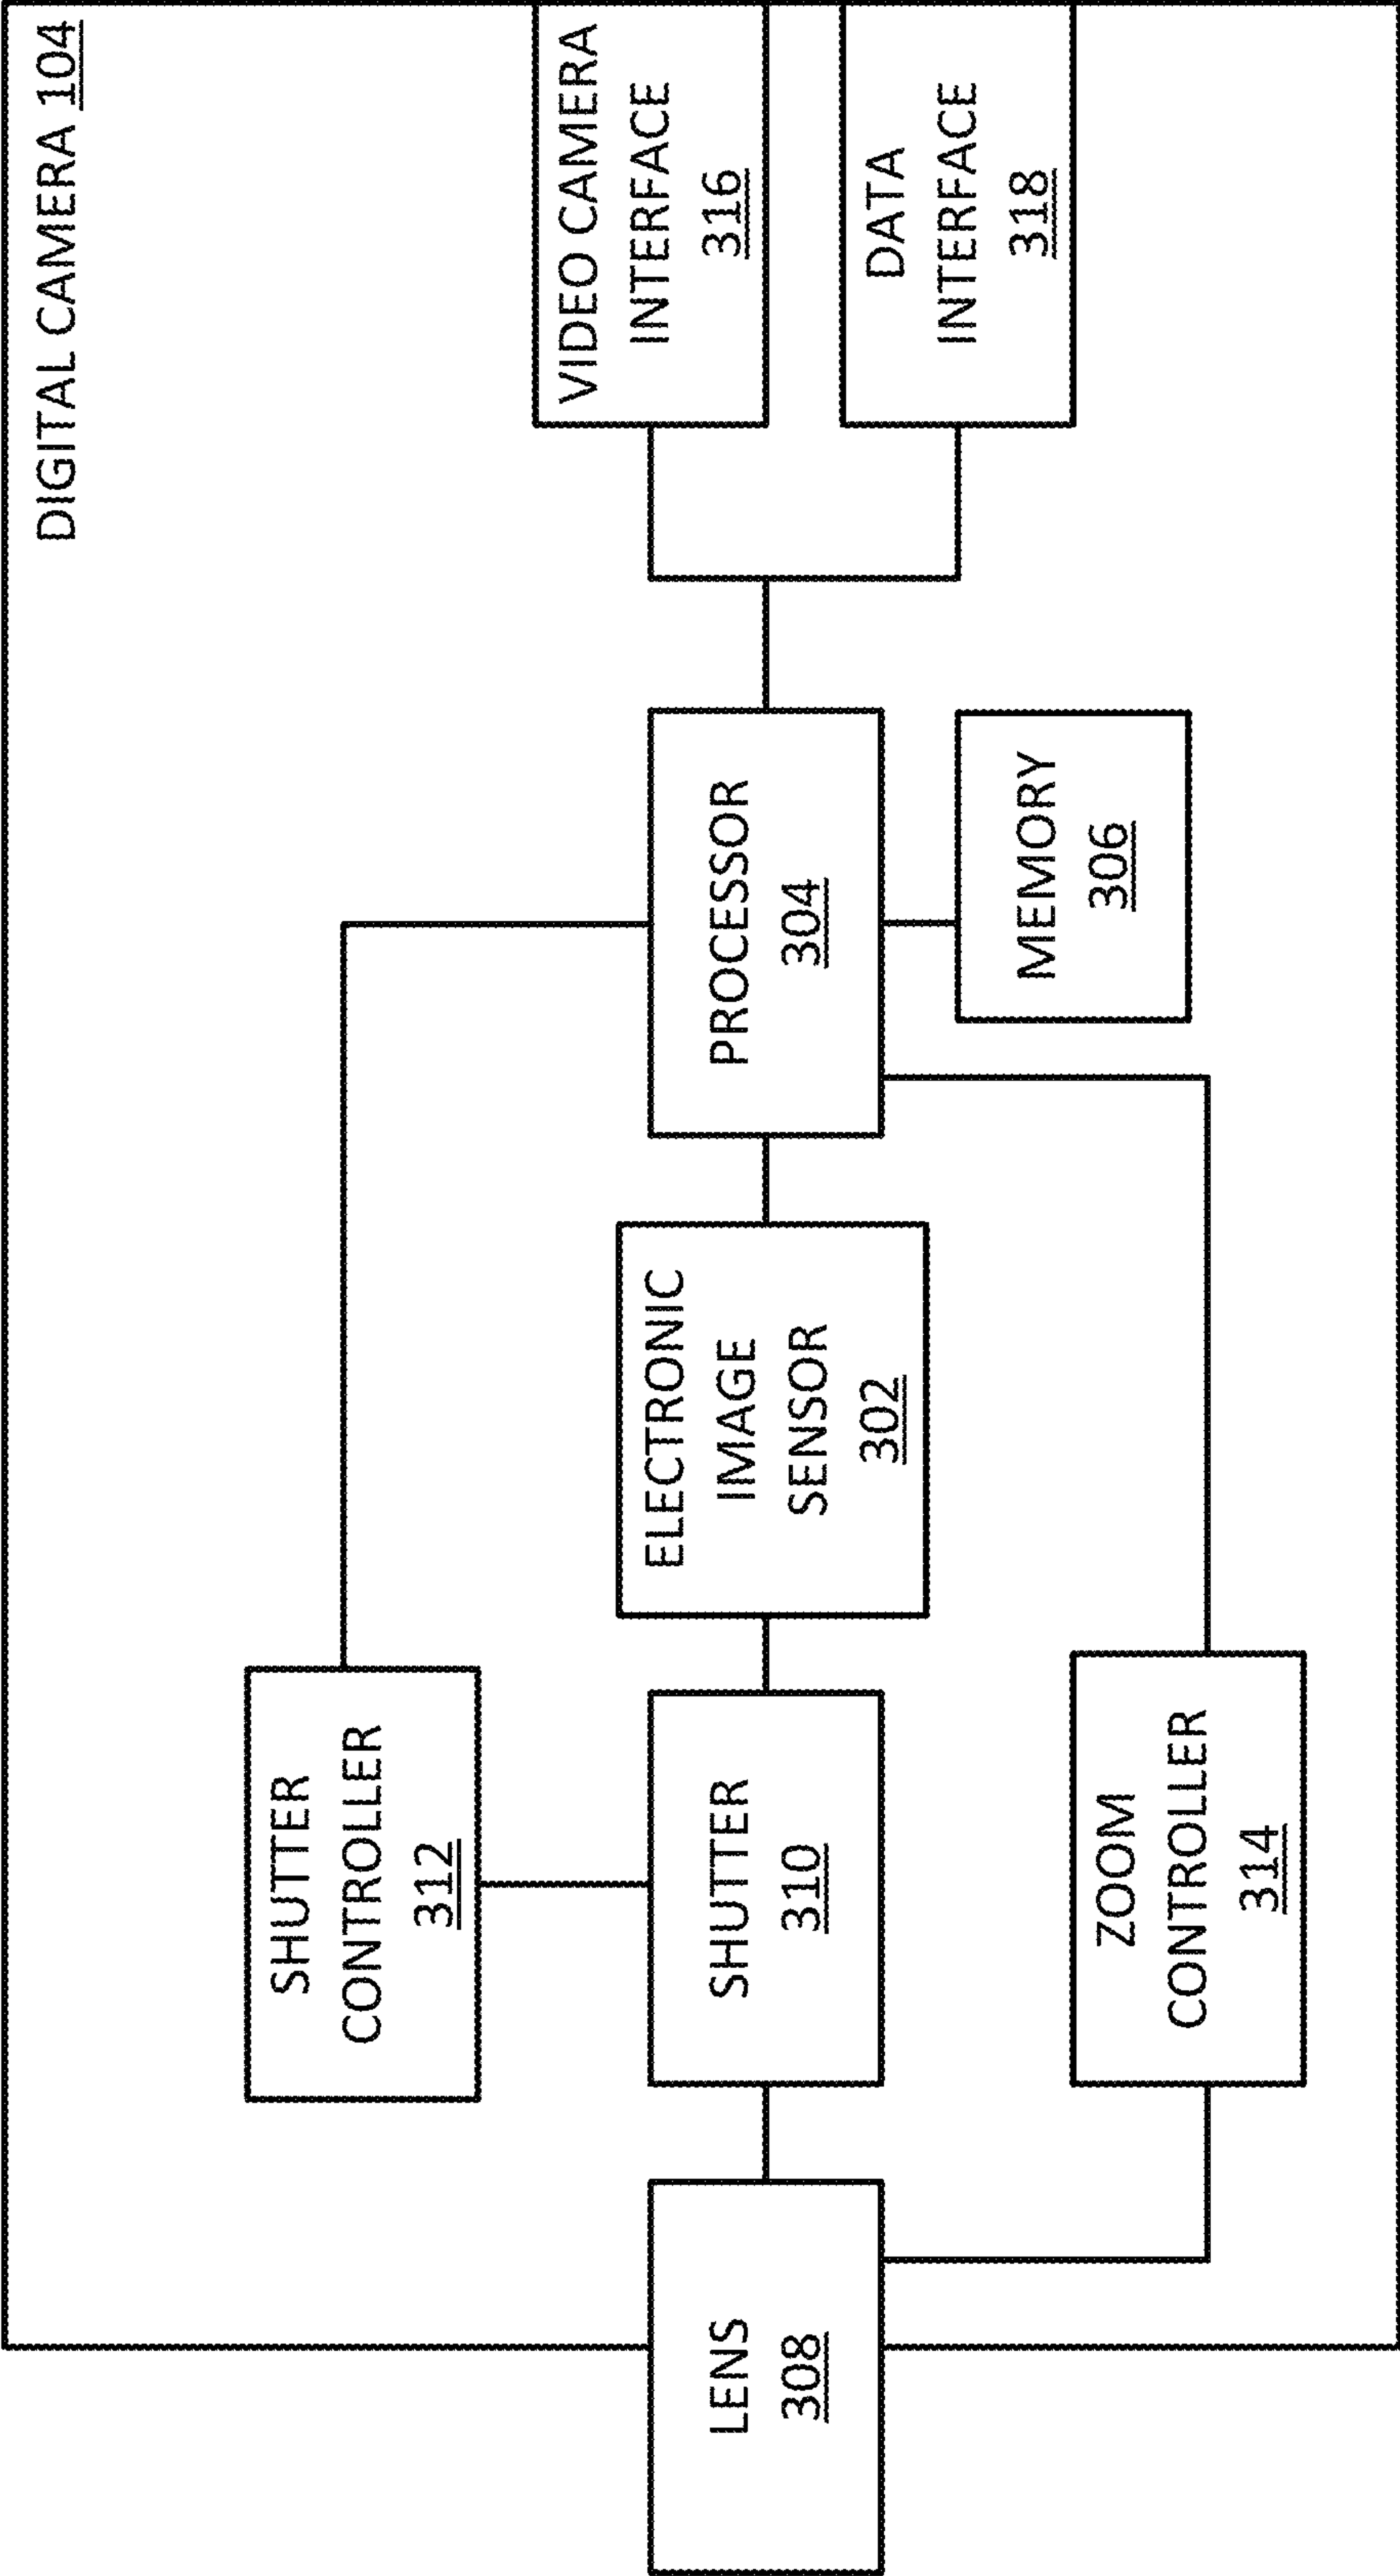 DIGITAL CAMERA 104
SHUTTER
CONTROLLER
312
LENS
308
SHUTTER
310
ELECTRONIC
IMAGE
SENSOR
302
PROCESSOR
304
VIDEO CAMERA
INTERFACE
316
DATA
INTERFACE
318
MEMORY
306
ZOOM
CONTROLLER
314